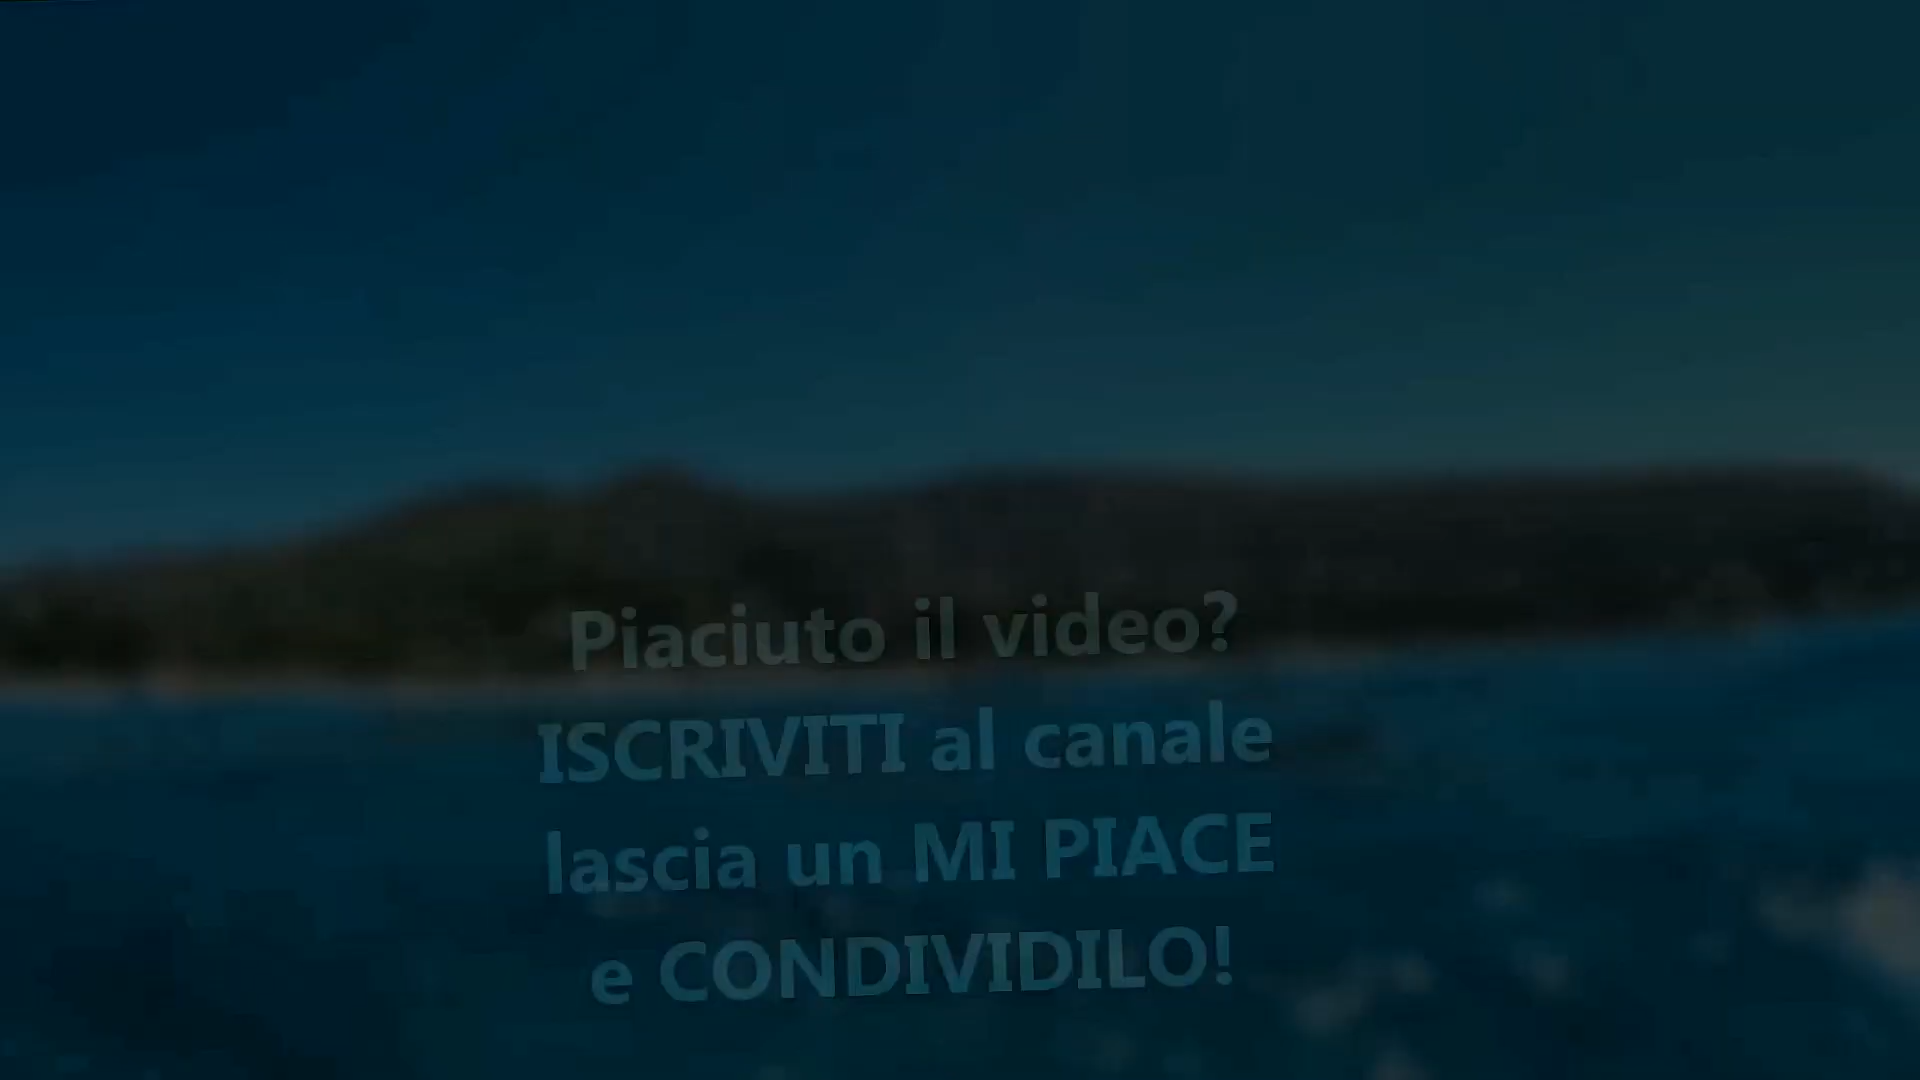 Piaciuto il video?
ISCRIVITI al canale
lascia un MI PIACE
e CONDIVIDILO!